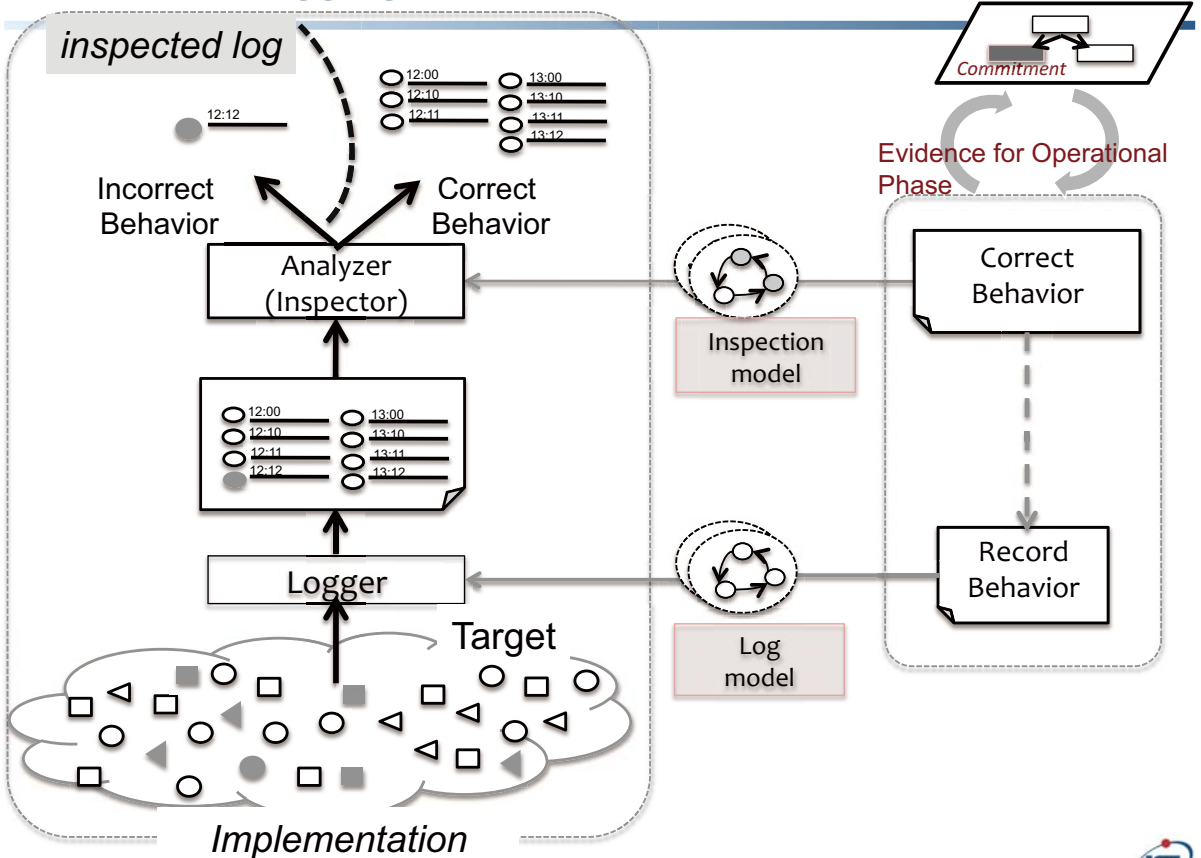 inspected log
Commitment
12:12
12:00
12:10
12:11
13:00
13:10
13:11
13:12
Evidence for Operational
Phase
Incorrect
Behavior
Correct
Behavior
Analyzer
(Inspector)
Correct
Behavior
Inspection
model
12:00
12:10
12:11
12:12
13:00
13:10
13:11
13:12
Logger
Record
Behavior
Target
Log
model
Implementation